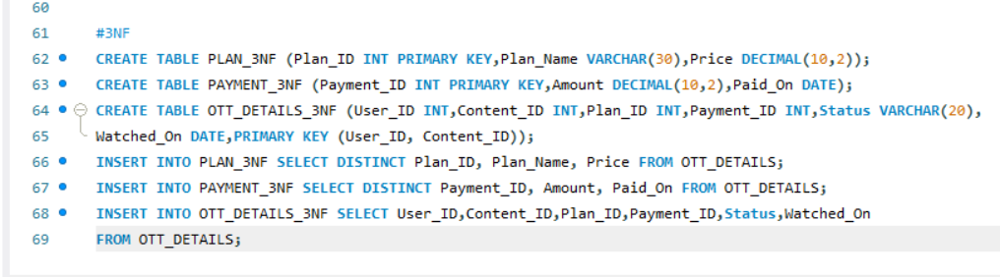 60
61 #3NF
62 CREATE TABLE PLAN_3NF (Plan_ID INT PRIMARY KEY,Plan_Name VARCHAR(30),Price DECIMAL(10,2));
63 CREATE TABLE PAYMENT_3NF (Payment_ID INT PRIMARY KEY,Amount DECIMAL(10,2),Paid_On DATE);
64 CREATE TABLE OTT_DETAILS_3NF (User_ID INT,Content_ID INT,Plan_ID INT,Payment_ID INT,Status VARCHAR(20),
65 Watched_On DATE,PRIMARY KEY (User_ID, Content_ID));
66 INSERT INTO PLAN_3NF SELECT DISTINCT Plan_ID, Plan_Name, Price FROM OTT_DETAILS;
67 INSERT INTO PAYMENT_3NF SELECT DISTINCT Payment_ID, Amount, Paid_On FROM OTT_DETAILS;
68 INSERT INTO OTT_DETAILS_3NF SELECT User_ID,Content_ID,Plan_ID,Payment_ID,Status,Watched_On
69 FROM OTT_DETAILS;